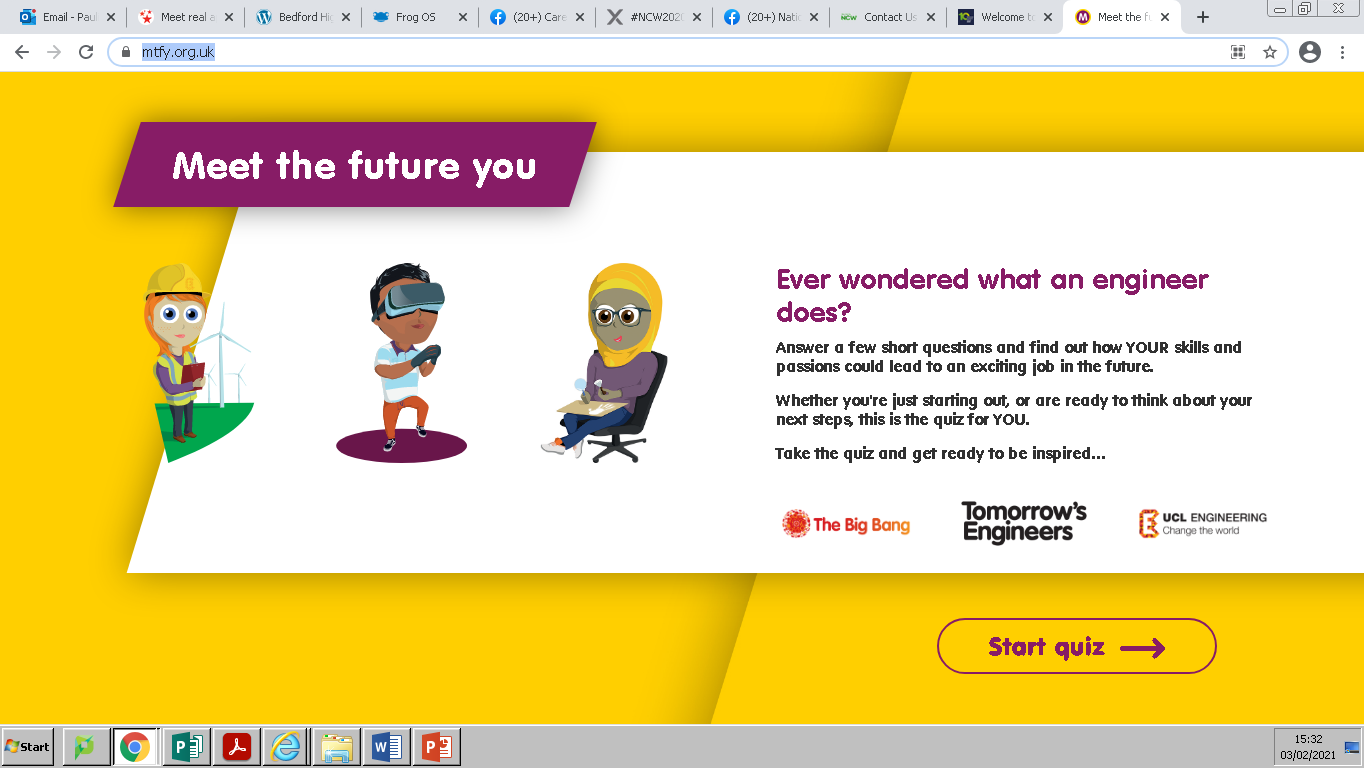 Email - Paul
Meet real a
Bedford Hig
Frog OS
(20+) Care
#NCW202
(20+) Natio
Contact Us
Welcome to
Meet the fu
mtfy.org.uk
Meet the future you
Ever wondered what an engineer
does?
Answer a few short questions and find out how YOUR skills and
passions could lead to an exciting job in the future.
Whether you're just starting out, or are ready to think about your
next steps, this is the quiz for YOU.
Take the quiz and get ready to be inspired...
The Big Bang
Tomorrow's
Engineers
UCL ENGINEERING
Change the world
Start quiz
Start
15:32
03/02/2021